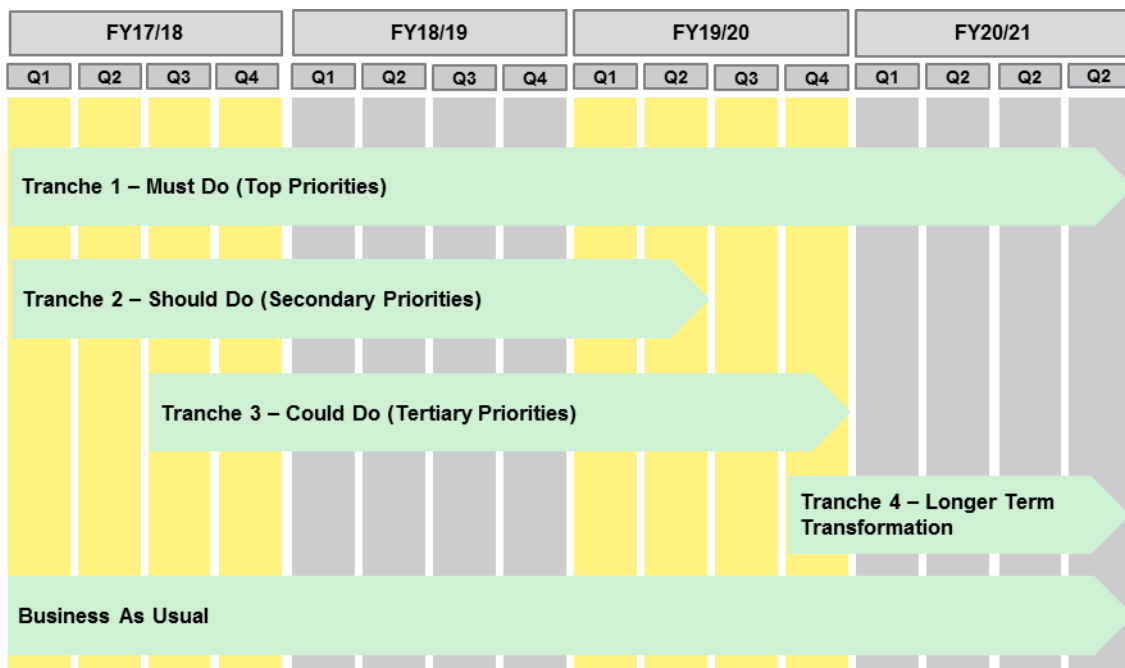 FY17/18 FY18/19 FY19/20 FY20/21
Q1 Q2 Q3 Q4 Q1 Q2 Q3 Q4 Q1 Q2 Q3 Q4 Q1 Q2 Q2 Q2
Tranche 1 – Must Do (Top Priorities)
Tranche 2 – Should Do (Secondary Priorities)
Tranche 3 – Could Do (Tertiary Priorities)
Tranche 4 – Longer Term
Transformation
Business As Usual